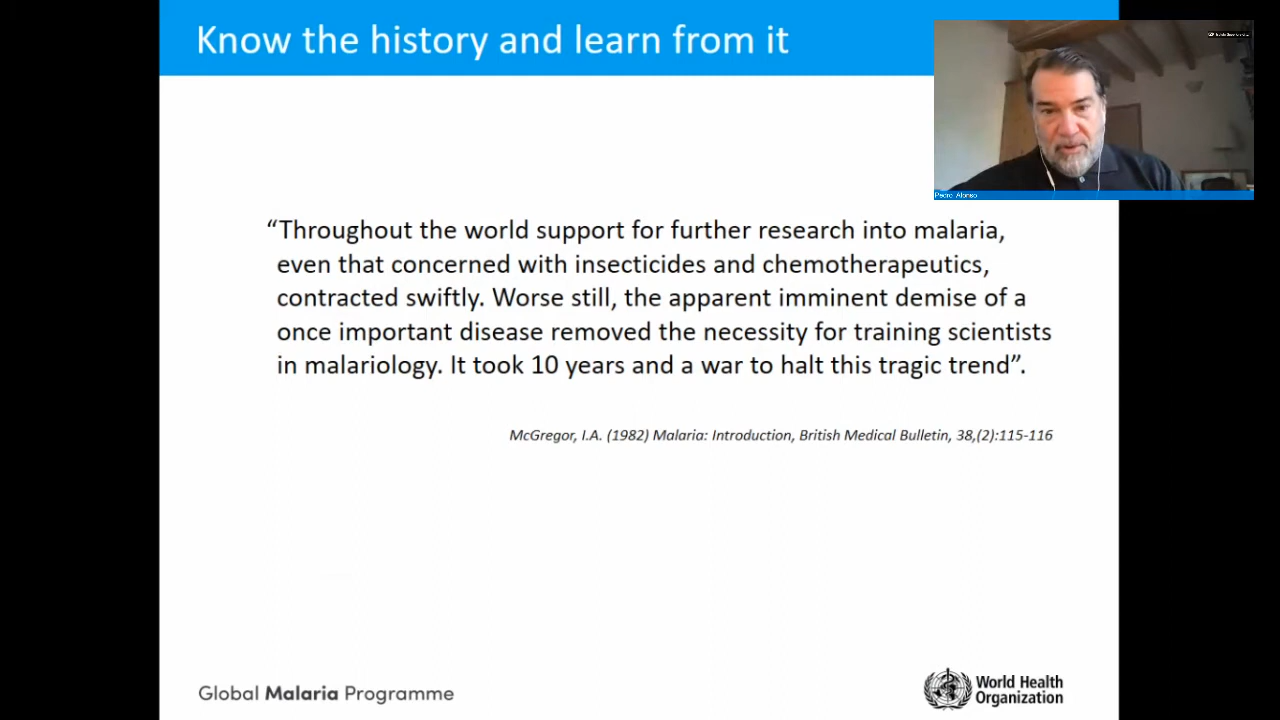 Know the history and learn from it
Pedro Alonso
“Throughout the world support for further research into malaria,
even that concerned with insecticides and chemotherapeutics,
contracted swiftly. Worse still, the apparent imminent demise of a
once important disease removed the necessity for training scientists
in malariology. It took 10 years and a war to halt this tragic trend”.
McGregor, I.A. (1982) Malaria: Introduction, British Medical Bulletin, 38,(2):115-116
Global Malaria Programme
World Health
Organization